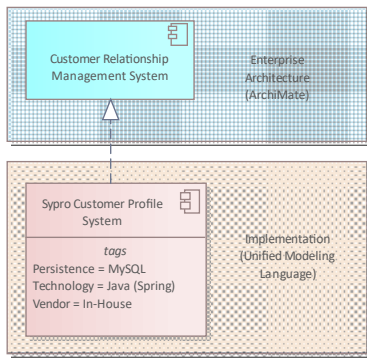 Customer Relationship
Management System
Enterprise
Architecture
(ArchiMate)
Sypro Customer Profile
System
tags
Persistence = MySQL
Technology = Java (Spring)
Vendor = In-House
Implementation
(Unified Modeling
Language)